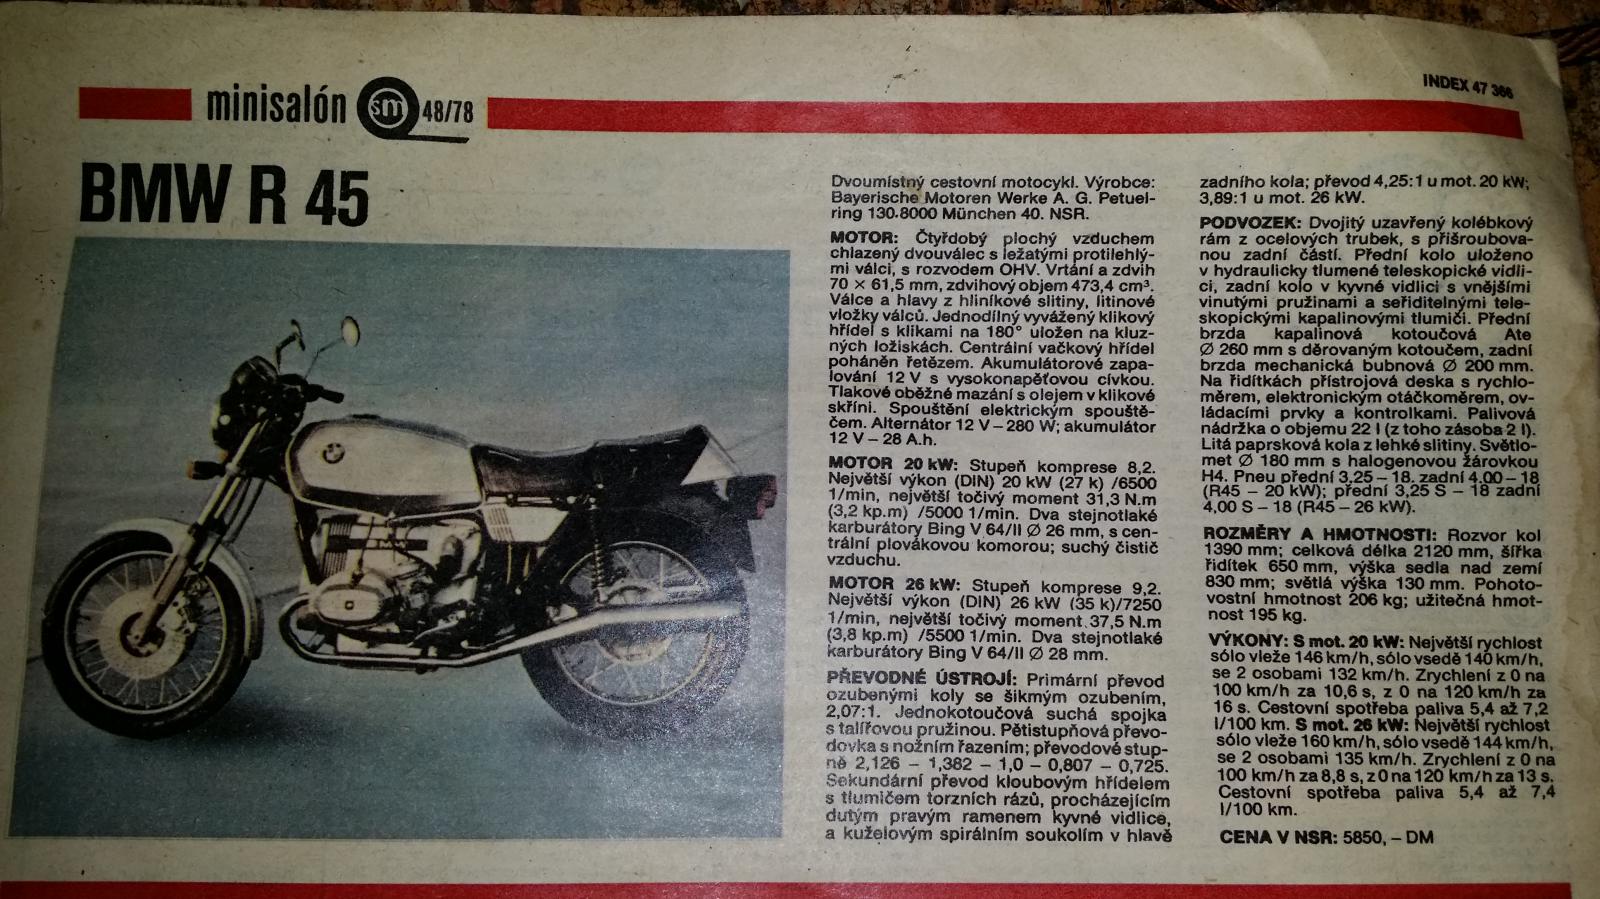 minisalón sm 48/78
INDEX 47 366
BMW R 45
Dvoumístný cestovní motocykl. Výrobce:
Bayerische Motoren Werke A. G. Petuel-
ring 130.8000 München 40. NSR.
MOTOR: Čtyřdobý plochý vzduchem
chlazený dvouválec s ležatými protilehlý-
mi válci, s rozvodem OHV. Vrtání a zdvih
70 × 61,5 mm, zdvihový objem 473,4 cm³.
Válce a hlavy z hliníkové slitiny, litinové
vložky válců. Jednodílný vyvážený klikový
hřídel s klikami na 180° uložen na kluz-
ných ložiskách. Centrální vačkový hřídel
poháněn řetězem. Akumulátorové zapa-
lování 12 V s vysokonapěťovou cívkou.
Tlakové oběžné mazání s olejem v klikové
skříni. Spouštění elektrickým spouště-
čem. Alternátor 12 V – 280 W; akumulátor
12 V – 28 A.h.
MOTOR 20 kW: Stupeň komprese 8,2.
Největší výkon (DIN) 20 kW (27 k) /6500
1/min, největší točivý moment 31,3 N.m
(3,2 kp.m) /5000 1/min. Dva stejnotlaké
karburátory Bing V 64/II Ø 26 mm, s cen-
trální plovákovou komorou; suchý čistič
vzduchu.
MOTOR 26 kW: Stupeň komprese 9,2.
Největší výkon (DIN) 26 kW (35 k)/7250
1/min, největší točivý moment 37,5 N.m
(3,8 kp.m) /5500 1/min. Dva stejnotlaké
karburátory Bing V 64/II Ø 28 mm.
PŘEVODNÉ ÚSTROJÍ: Primární převod
ozubenými koly se šikmým ozubením,
2,07:1. Jednokotoučová suchá spojka
s talířovou pružinou. Pětistupňová převo-
dovka s nožním řazením; převodové stup-
ně 2,126 – 1,382 – 1,0 – 0,807 – 0,725.
Sekundární převod kloubovým hřídelem
s tlumičem torzních rázů, procházejícím
dutým pravým ramenem kyvné vidlice,
a kuželovým spirálním soukolím v hlavě
zadního kola; převod 4,25:1 u mot. 20 kW;
3,89:1 u mot. 26 kW.
PODVOZEK: Dvojitý uzavřený kolébkový
rám z ocelových trubek, s přišroubova-
nou zadní částí. Přední kolo uloženo
v hydraulicky tlumené teleskopické vidli-
ci, zadní kolo v kyvné vidlici s vnějšími
vinutými pružinami a seřiditelnými tele-
skopickými kapalinovými tlumiči. Přední
brzda kapalinová kotoučová Ate
Ø 260 mm s děrovaným kotoučem, zadní
brzda mechanická bubnová Ø 200 mm.
Na řidítkách přístrojová deska s rychlo-
měrem, elektronickým otáčkoměrem, ov-
ládacími prvky a kontrolkami. Palivová
nádržka o objemu 22 l (z toho zásoba 2 l).
Litá paprsková kola z lehké slitiny. Světlo-
met Ø 180 mm s halogenovou žárovkou
H4. Pneu přední 3,25 – 18. zadní 4.00 – 18
(R45 – 20 kW); přední 3,25 S – 18 zadní
4,00 S – 18 (R45 – 26 kW).
ROZMĚRY A HMOTNOSTI: Rozvor kol
1390 mm; celková délka 2120 mm, šířka
řidítek 650 mm, výška sedla nad zemí
830 mm; světlá výška 130 mm. Pohoto-
vostní hmotnost 206 kg; užitečná hmot-
nost 195 kg.
VÝKONY: S mot. 20 kW: Největší rychlost
sólo vleže 146 km/h, sólo vsedě 140 km/h,
se 2 osobami 132 km/h. Zrychlení z 0 na
100 km/h za 10,6 s, z 0 na 120 km/h za
16 s. Cestovní spotřeba paliva 5,4 až 7,2
l/100 km. S mot. 26 kW: Největší rychlost
sólo vleže 160 km/h, sólo vsedě 144 km/h,
se 2 osobami 135 km/h. Zrychlení z 0 na
100 km/h za 8,8 s, z 0 na 120 km/h za 13 s.
Cestovní spotřeba paliva 5,4 až 7,4
l/100 km.
CENA V NSR: 5850, – DM